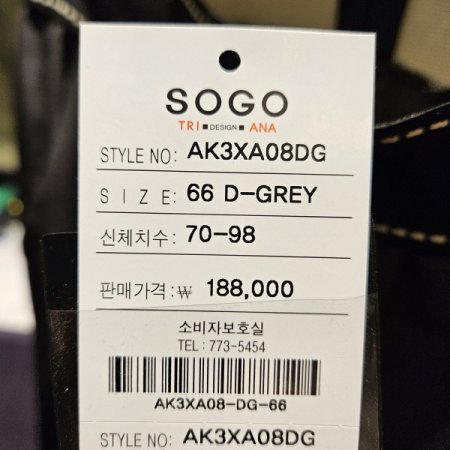 SOGO
TRI■DESIGN■ANA
STYLE NO: AK3XA08DG
SIZE: 66 D-GREY
신체치수: 70-98
판매가격: ₩ 188,000
소비자보호실
TEL : 773-5454
AK3XA08-DG-66
STYLE NO: AK3XA08DG